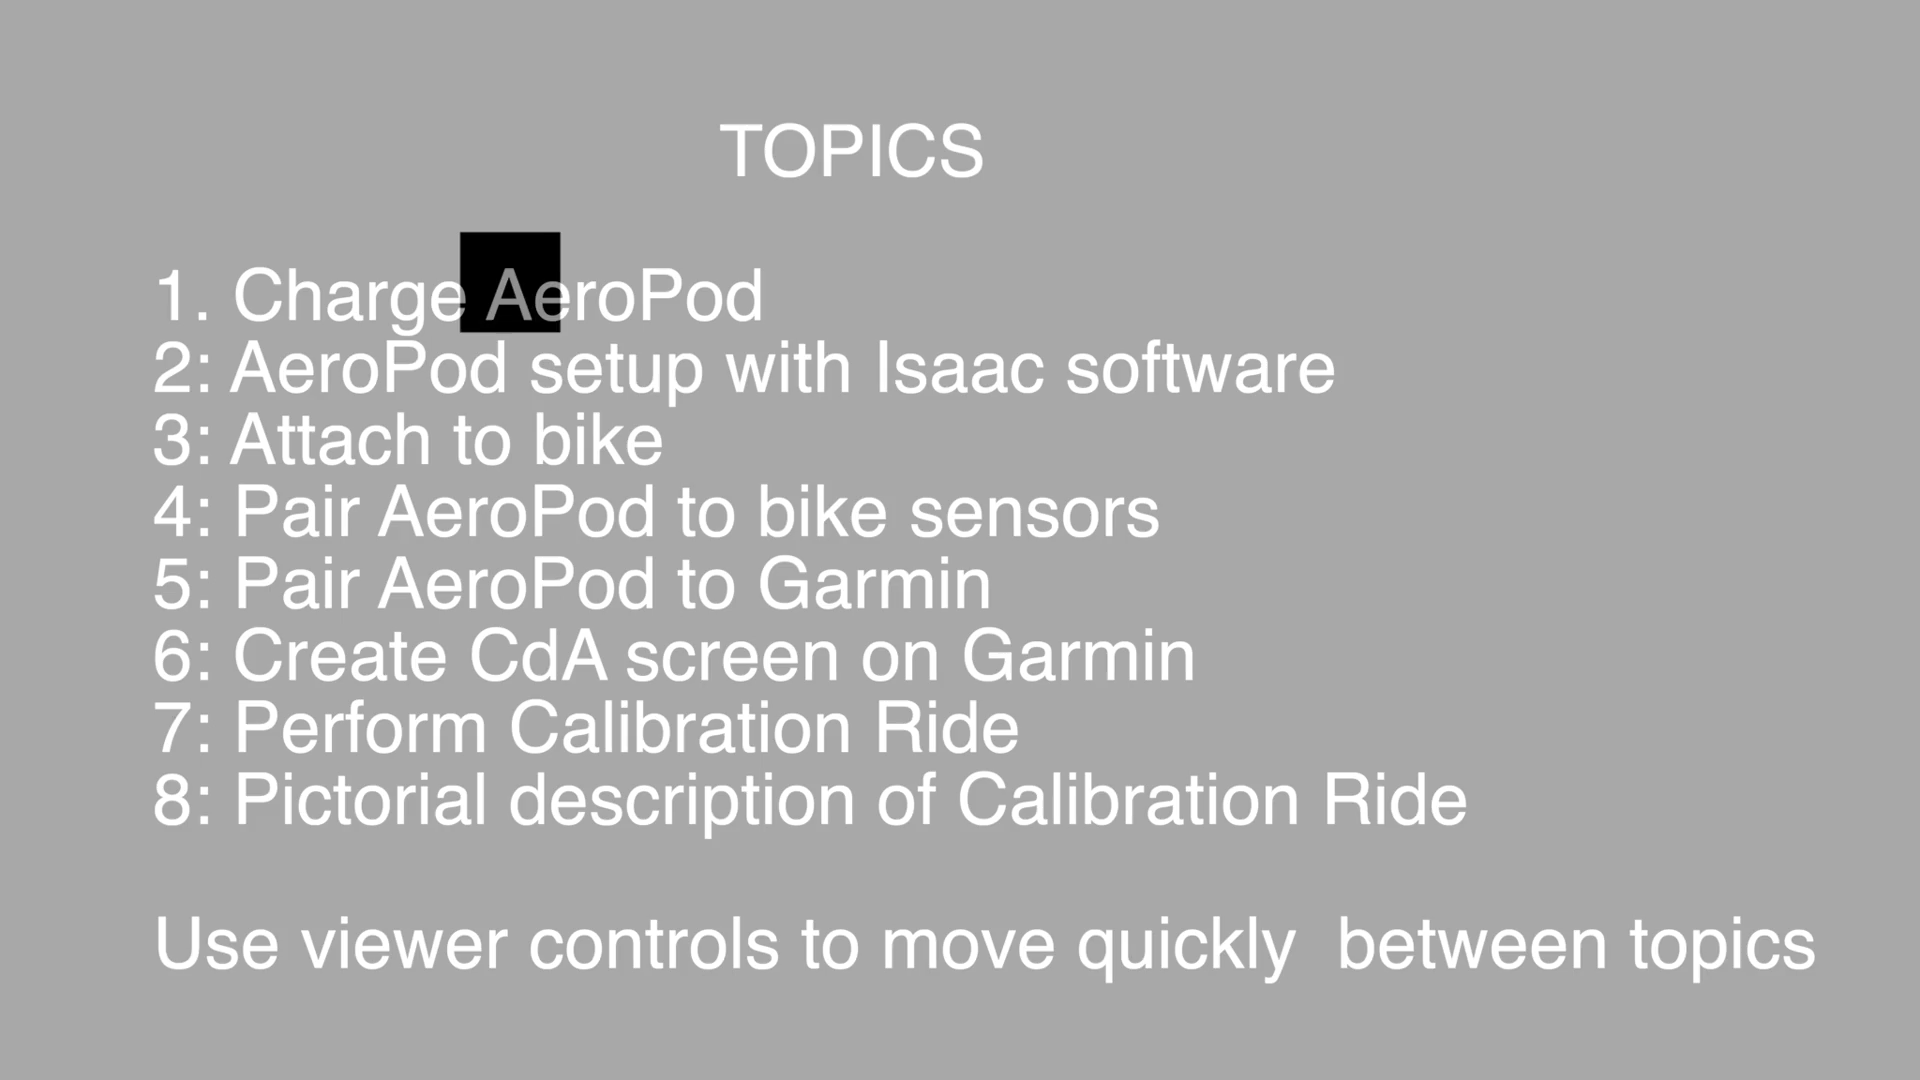 TOPICS
1. Charge AeroPod
2: AeroPod setup with Isaac software
3: Attach to bike
4: Pair AeroPod to bike sensors
5: Pair AeroPod to Garmin
6: Create CdA screen on Garmin
7: Perform Calibration Ride
8: Pictorial description of Calibration Ride
Use viewer controls to move quickly  between topics